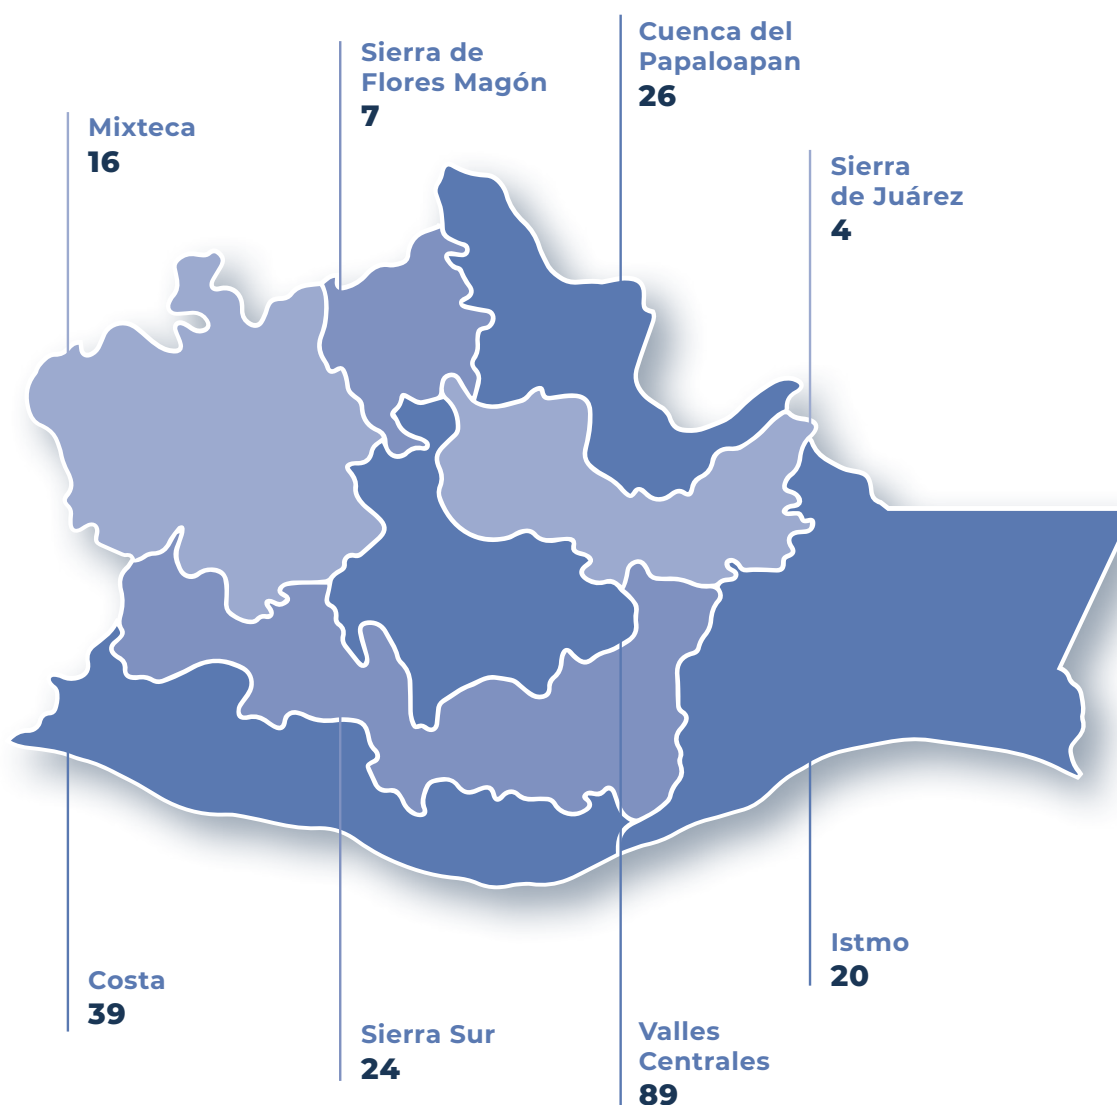 Cuenca del
Papaloapan
26
Sierra de
Flores Magón
7
Mixteca
16
Sierra
de Juárez
4
Istmo
20
Costa
39
Sierra Sur
24
Valles
Centrales
89